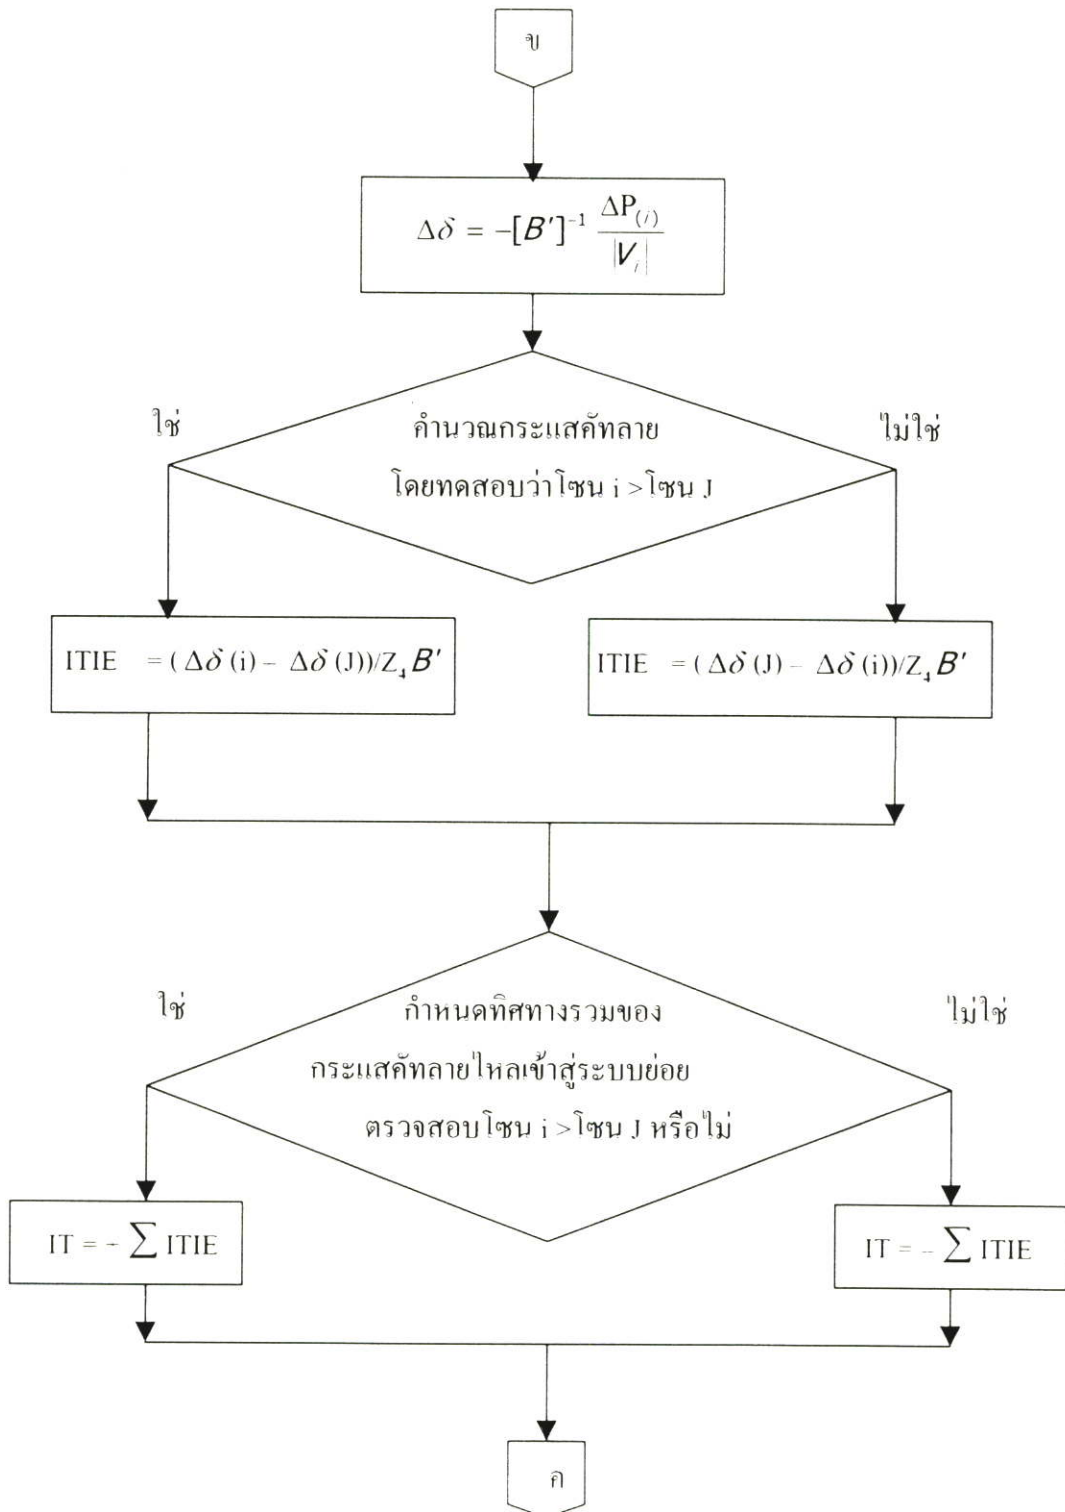 ข
Δδ = -[B′]⁻¹ ΔP₍ᵢ₎ / |Vᵢ|
ใช่
คำนวณกระแสคัทลาย
โดยทดสอบว่าโซน i >โซน J
ไม่ใช่
ITIE = ( Δδ (i) – Δδ (J))/Z₄ B′
ITIE = ( Δδ (J) – Δδ (i))/Z₄ B′
ใช่
กำหนดทิศทางรวมของ
กระแสคัทลายไหลเข้าสู่ระบบย่อย
ตรวจสอบโซน i >โซน J หรือไม่
ไม่ใช่
IT = - ∑ ITIE
IT = - ∑ ITIE
ค